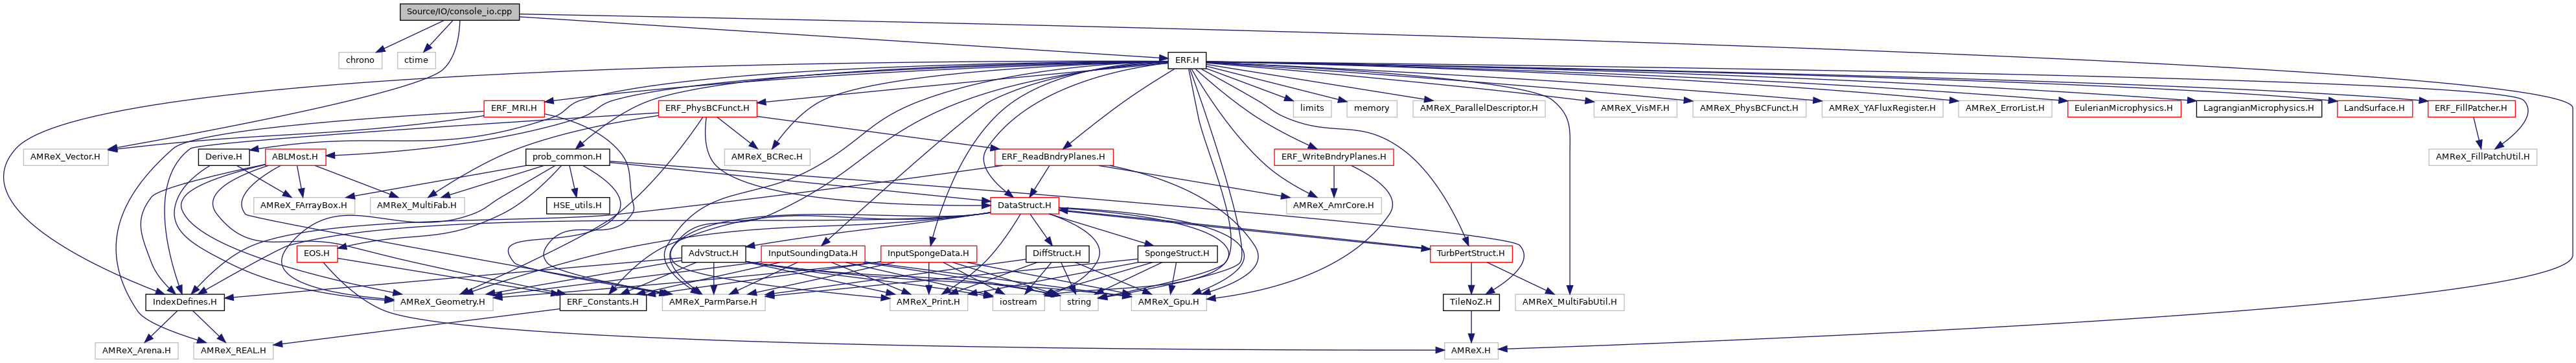 Source/IO/console_io.cpp
chrono
ctime
ERF.H
ERF_MRI.H
ERF_PhysBCFunct.H
limits
memory
AMReX_ParallelDescriptor.H
AMReX_VisMF.H
AMReX_PhysBCFunct.H
AMReX_YAFluxRegister.H
AMReX_ErrorList.H
EulerianMicrophysics.H
LagrangianMicrophysics.H
LandSurface.H
ERF_FillPatcher.H
AMReX_Vector.H
Derive.H
ABLMost.H
prob_common.H
AMReX_BCRec.H
ERF_ReadBndryPlanes.H
ERF_WriteBndryPlanes.H
AMReX_FillPatchUtil.H
AMReX_FArrayBox.H
AMReX_MultiFab.H
HSE_utils.H
DataStruct.H
AMReX_AmrCore.H
EOS.H
AdvStruct.H
InputSoundingData.H
InputSpongeData.H
DiffStruct.H
SpongeStruct.H
TurbPertStruct.H
IndexDefines.H
AMReX_Geometry.H
ERF_Constants.H
AMReX_ParmParse.H
AMReX_Print.H
iostream
string
AMReX_Gpu.H
TileNoZ.H
AMReX_MultiFabUtil.H
AMReX_Arena.H
AMReX_REAL.H
AMReX.H